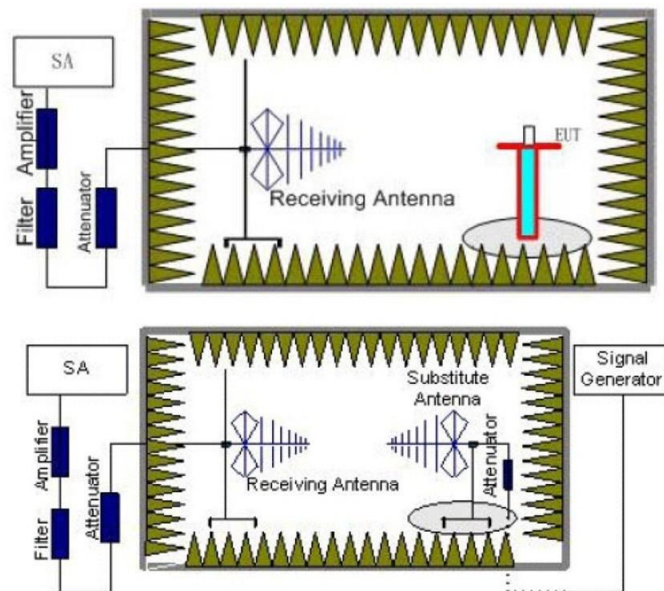 SA
Amplifier
Filter
Attenuator
Receiving Antenna
EUT
SA
Amplifier
Filter
Attenuator
Receiving Antenna
Substitute
Antenna
Attenuator
Signal
Generator